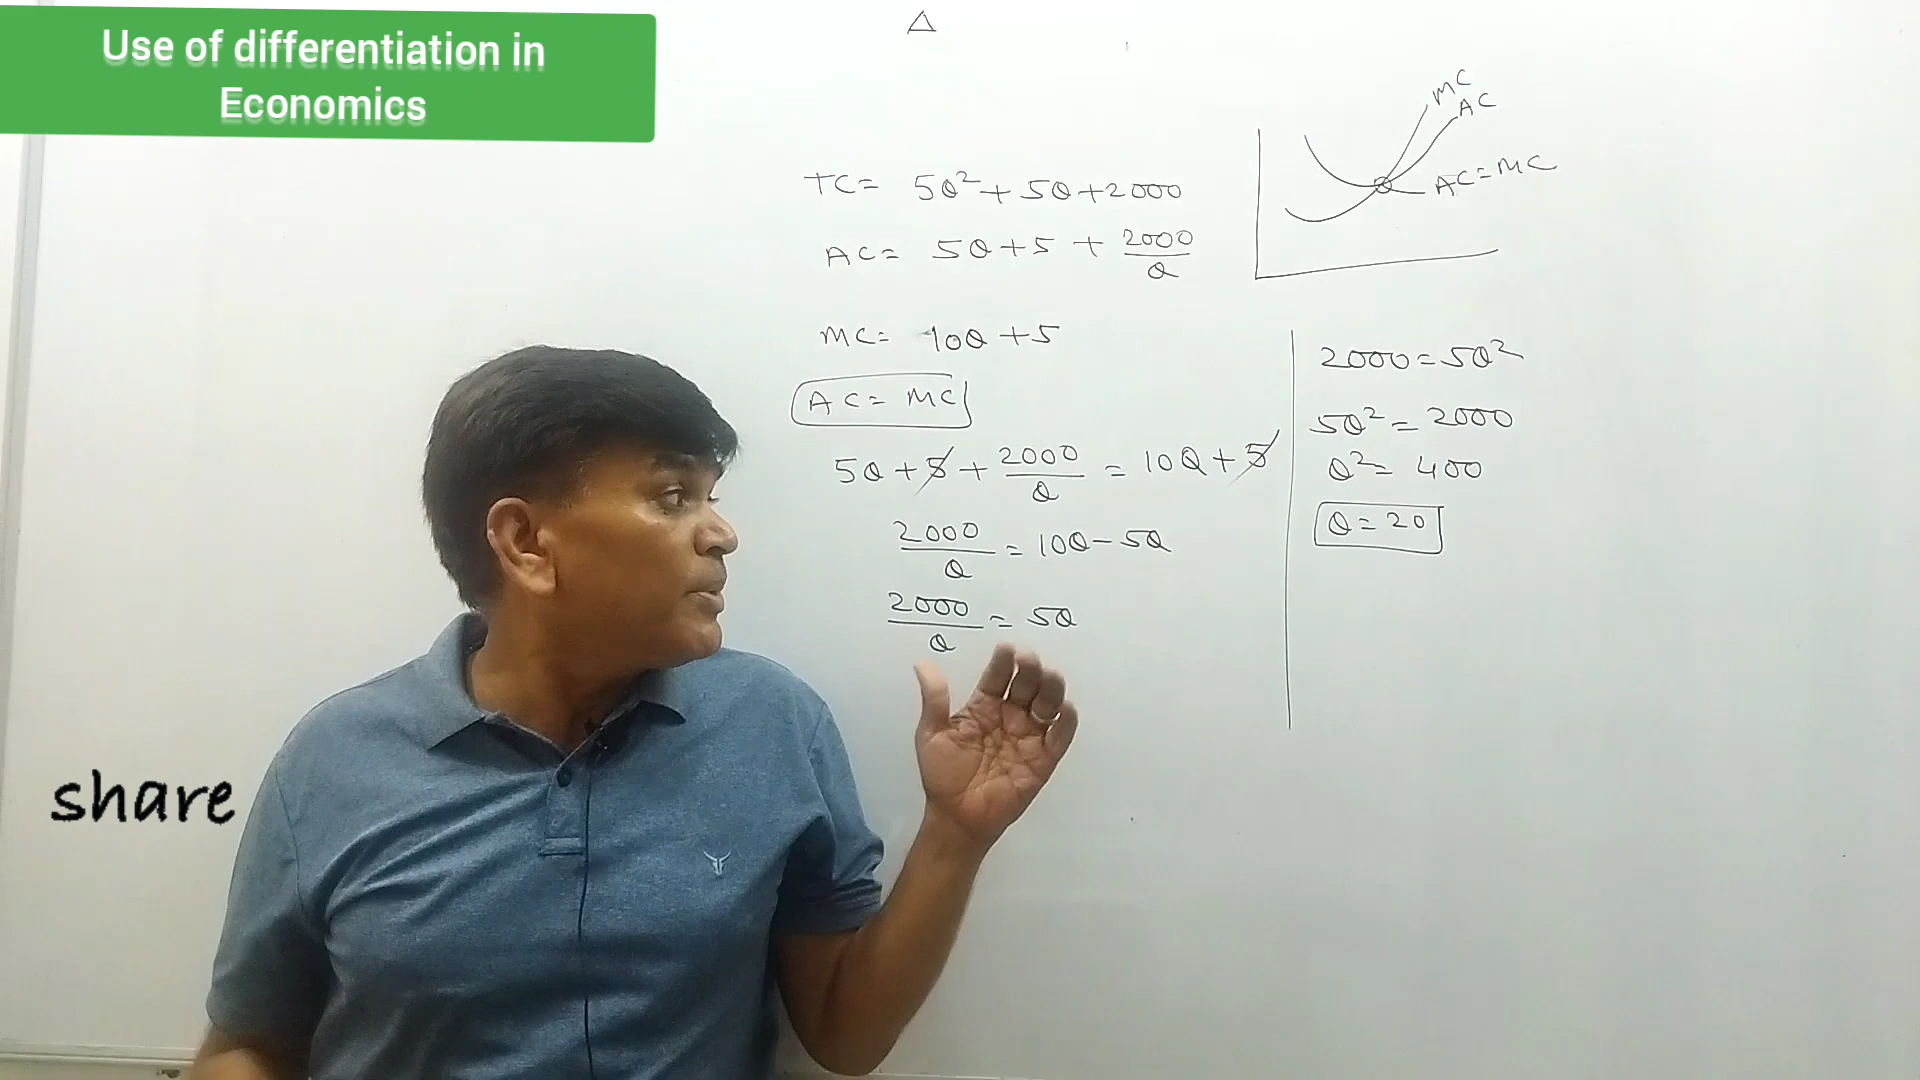 Use of differentiation in
Economics
Δ
TC= 5Q²+5Q+2000
AC= 5Q+5 + 2000/Q
MC= 10Q+5
AC= MC
5Q+5+2000/Q = 10Q+5
2000/Q = 10Q-5Q
2000/Q = 5Q
MC
AC
AC=MC
2000=5Q²
5Q²=2000
Q²= 400
Q=20
share